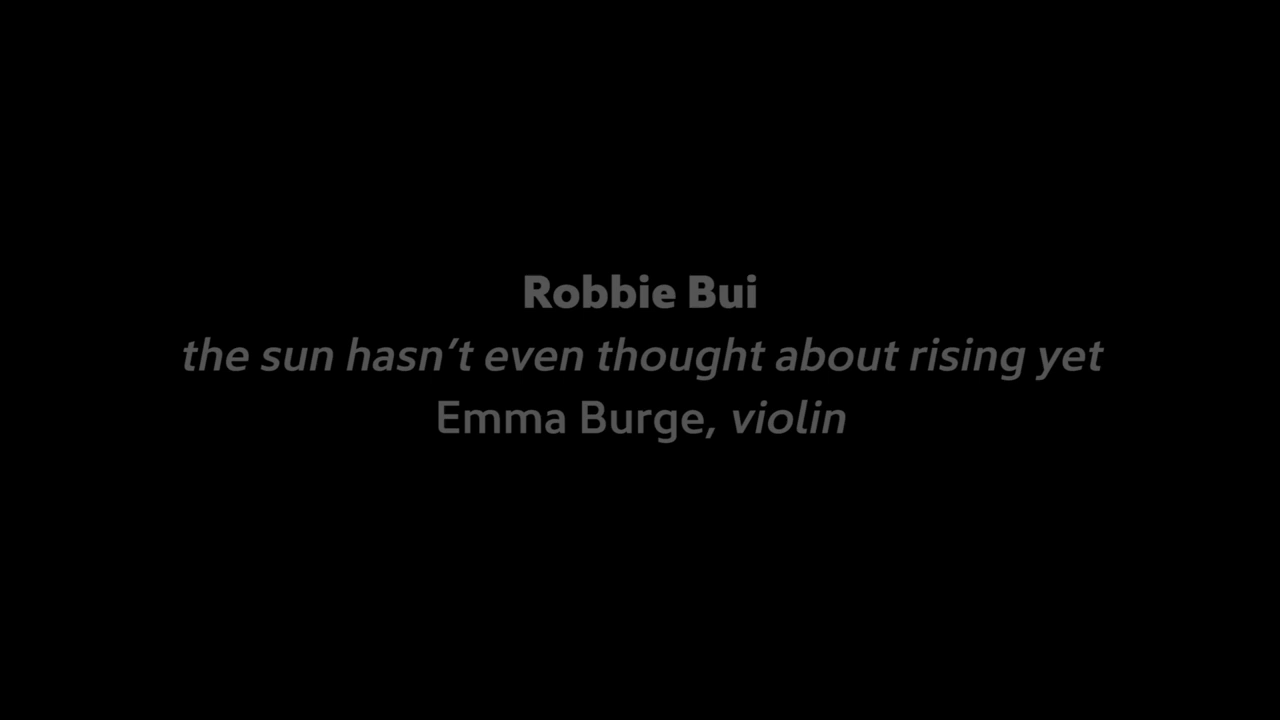 Robbie Bui
the sun hasn’t even thought about rising yet
Emma Burge, violin